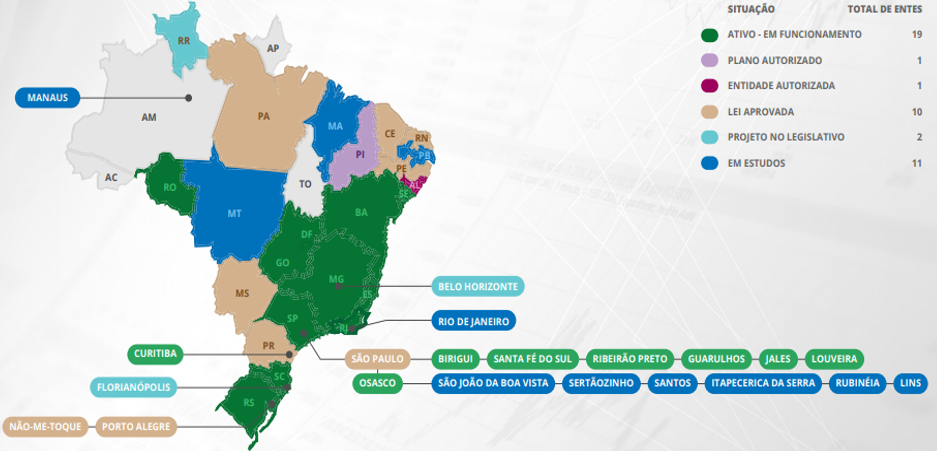 SITUAÇÃO TOTAL DE ENTES
ATIVO - EM FUNCIONAMENTO 19
PLANO AUTORIZADO 1
ENTIDADE AUTORIZADA 1
LEI APROVADA 10
PROJETO NO LEGISLATIVO 2
EM ESTUDOS 11
RR
AP
MANAUS
AM
PA
MA
CE
RN
PI
PB
PE
AC
RO
TO
AL
SE
MT
BA
DF
GO
MG
ES
MS
SP
RJ
PR
SC
RS
BELO HORIZONTE
RIO DE JANEIRO
CURITIBA
SÃO PAULO BIRIGUI SANTA FÉ DO SUL RIBEIRÃO PRETO GUARULHOS JALES LOUVEIRA
FLORIANÓPOLIS
OSASCO SÃO JOÃO DA BOA VISTA SERTÃOZINHO SANTOS ITAPECERICA DA SERRA RUBINÉIA LINS
NÃO-ME-TOQUE PORTO ALEGRE